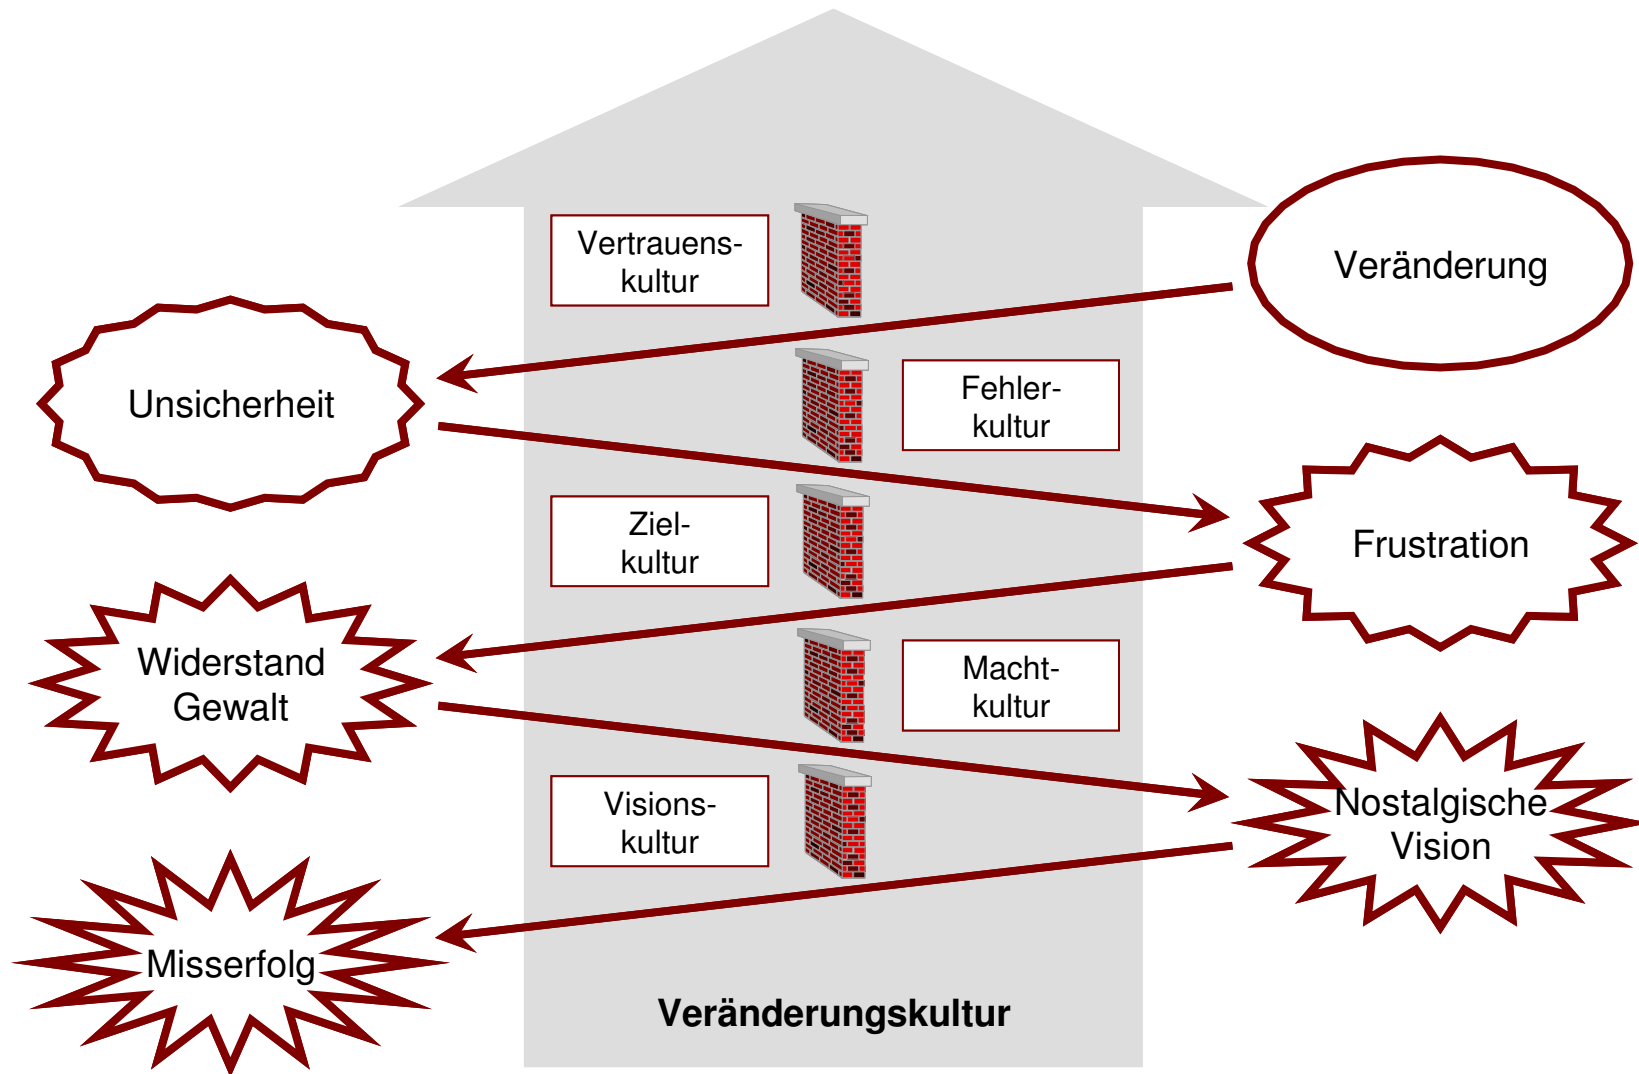 Vertrauens-
kultur
Veränderung
Unsicherheit
Fehler-
kultur
Ziel-
kultur
Frustration
Widerstand
Gewalt
Macht-
kultur
Visions-
kultur
Nostalgische
Vision
Misserfolg
Veränderungskultur